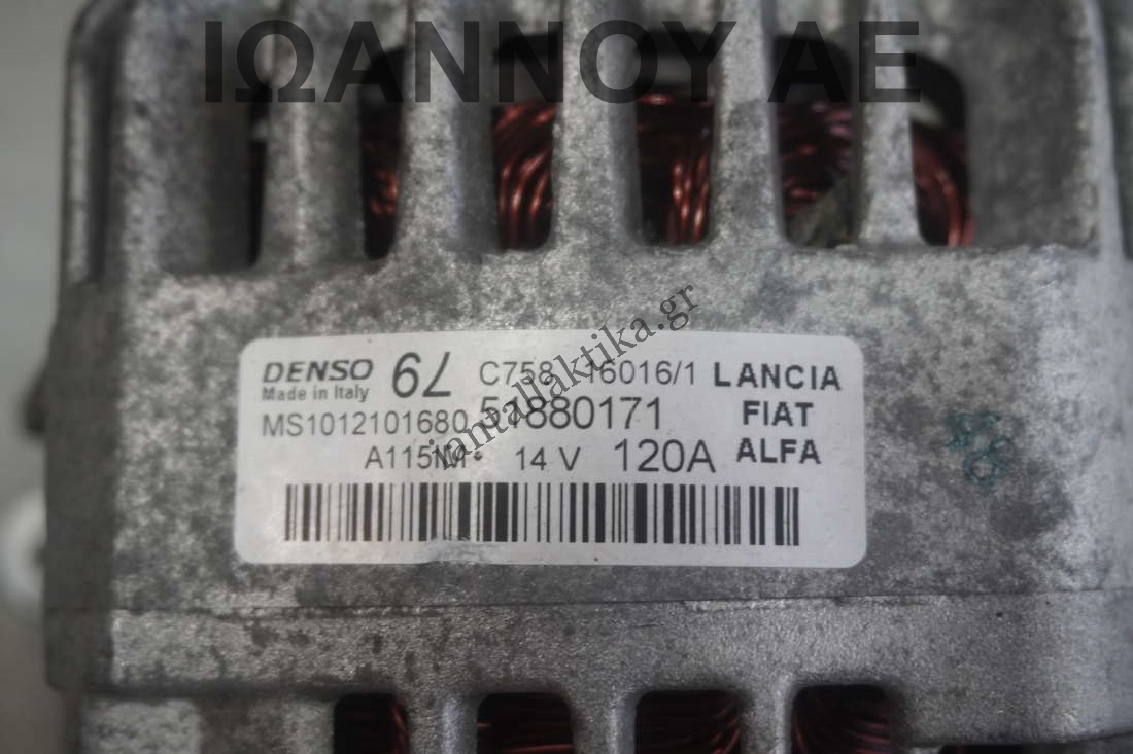 ΙΩΑΝΝΟΥ ΑΕ
DENSO 6L C758 16016/1 LANCIA
Made in Italy
MS1012101680 51880171 FIAT
A115M 14 V 120A ALFA
iantallaktika.gr